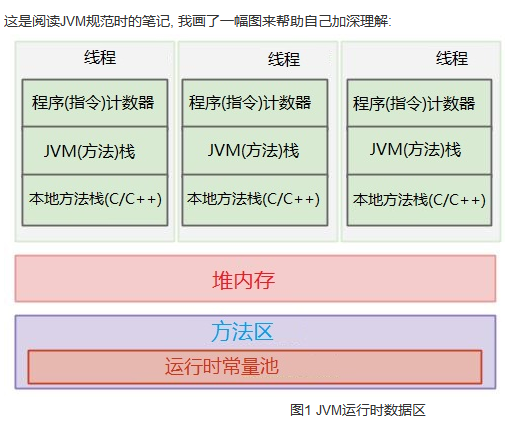 这是阅读JVM规范时的笔记, 我画了一幅图来帮助自己加深理解:
线程 线程 线程
程序(指令)计数器 程序(指令)计数器 程序(指令)计数器
JVM(方法)栈 JVM(方法)栈 JVM(方法)栈
本地方法栈(C/C++) 本地方法栈(C/C++) 本地方法栈(C/C++)
堆内存
方法区
运行时常量池
图1 JVM运行时数据区